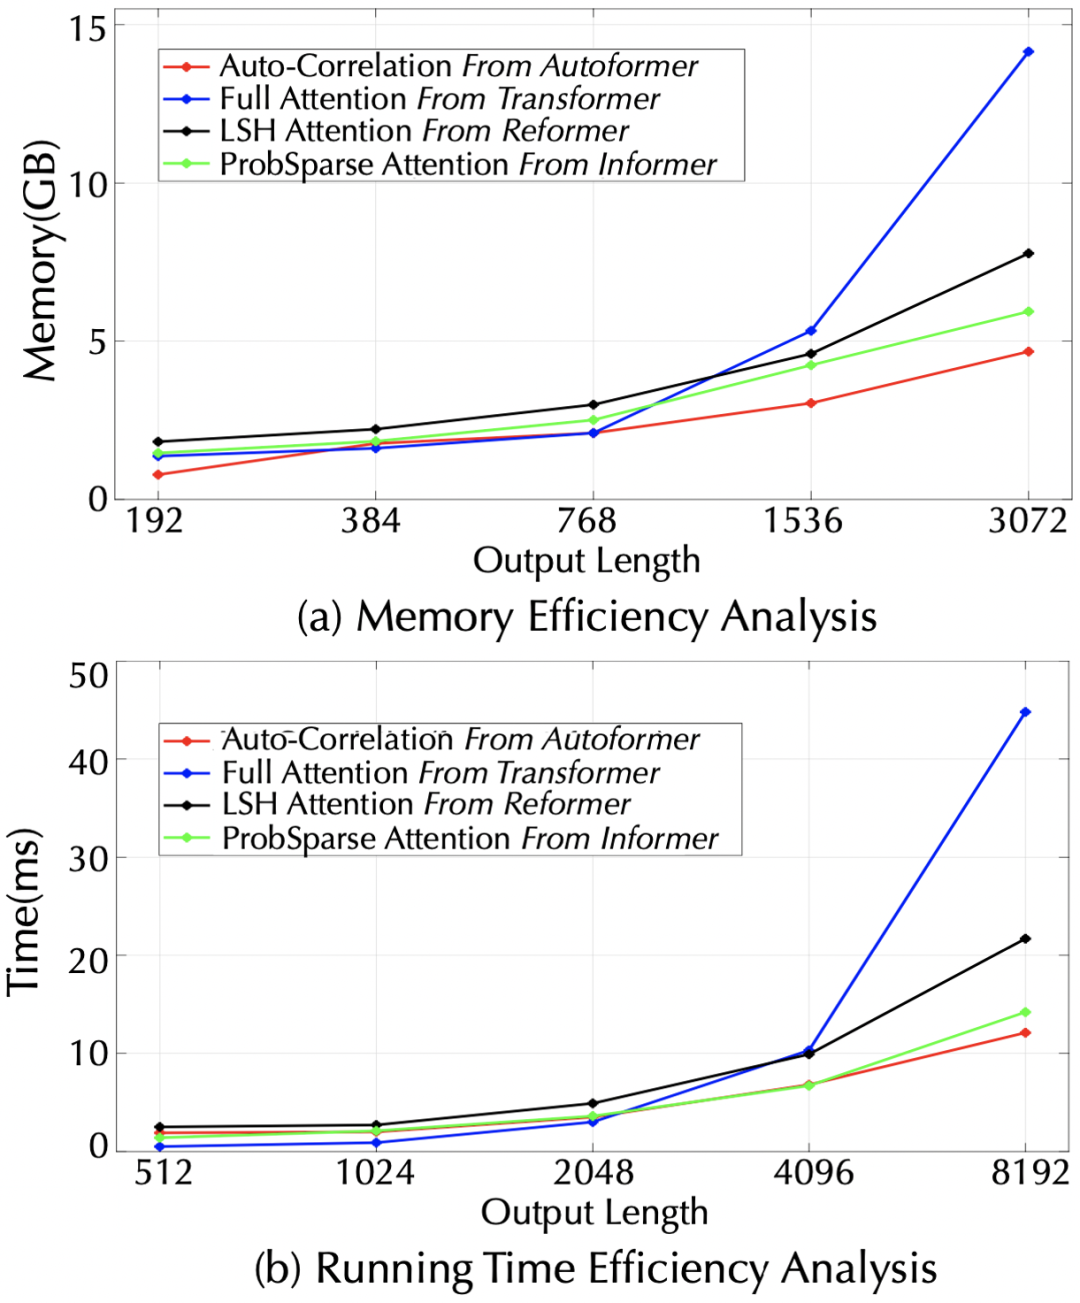 15
Auto-Correlation From Autoformer
Full Attention From Transformer
LSH Attention From Reformer
ProbSparse Attention From Informer
10
Memory(GB)
5
0
192 384 768 1536 3072
Output Length
(a) Memory Efficiency Analysis
50
Auto-Correlation From Autoformer
40
Full Attention From Transformer
LSH Attention From Reformer
ProbSparse Attention From Informer
30
Time(ms)
20
10
0
512 1024 2048 4096 8192
Output Length
(b) Running Time Efficiency Analysis